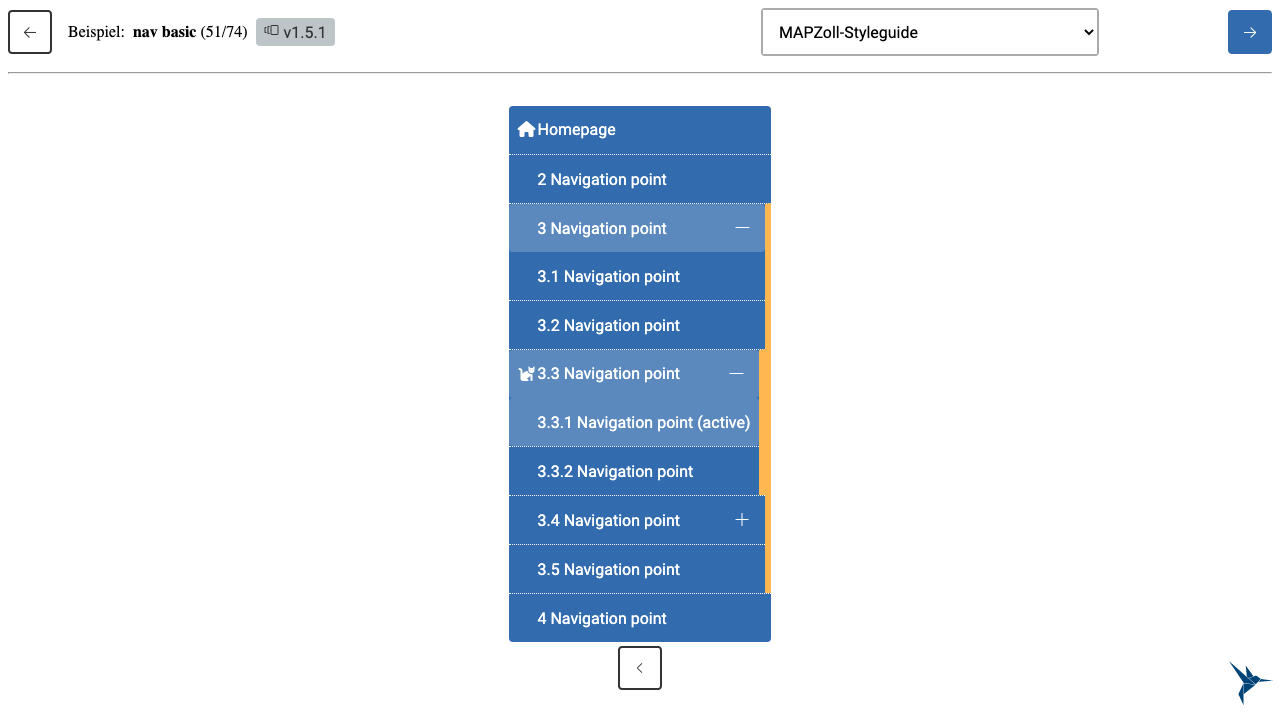 Beispiel: nav basic (51/74) v1.5.1 MAPZoll-Styleguide
Homepage
2 Navigation point
3 Navigation point
3.1 Navigation point
3.2 Navigation point
3.3 Navigation point
3.3.1 Navigation point (active)
3.3.2 Navigation point
3.4 Navigation point
3.5 Navigation point
4 Navigation point